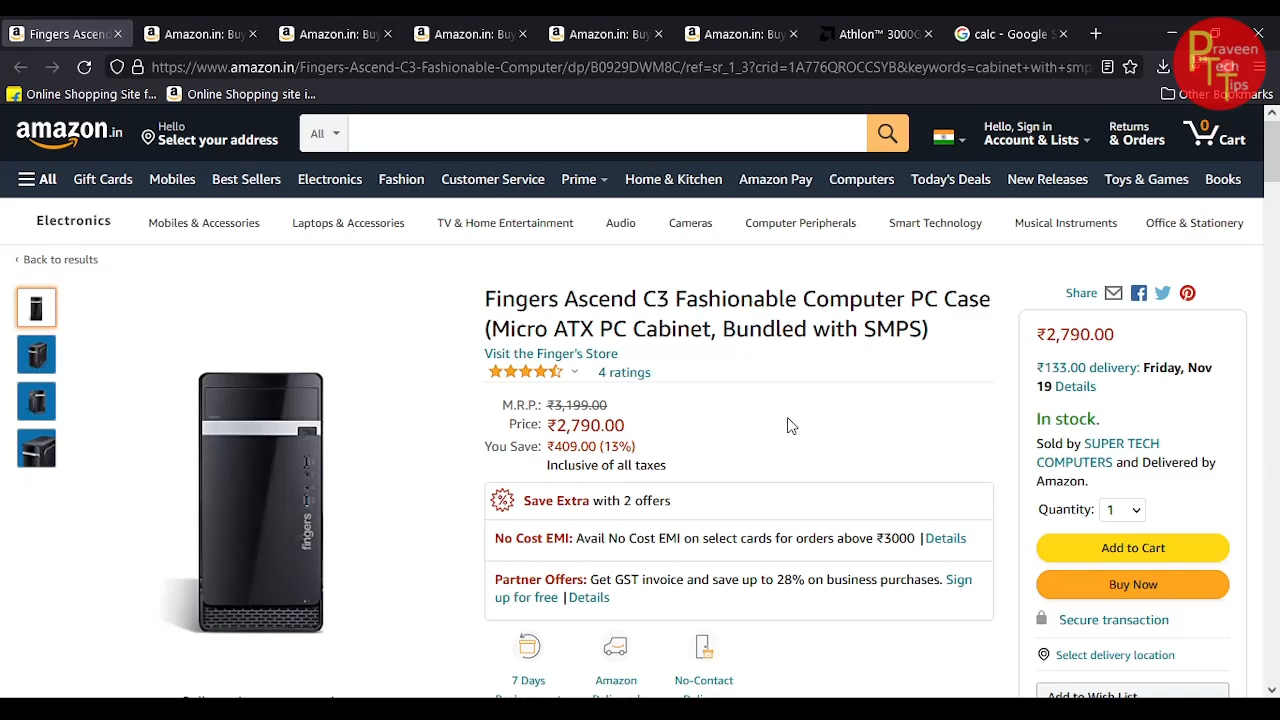 Fingers Ascend
Amazon.in: Buy
Amazon.in: Buy
Amazon.in: Buy
Amazon.in: Buy
Amazon.in: Buy
Athlon™ 3000G
calc - Google S
https://www.amazon.in/Fingers-Ascend-C3-Fashionable-Computer/dp/B0929DWM8C/ref=sr_1_3?crid=1A776QROCCSYB&keywords=cabinet+with+smp
Praveen
Tech
Tips
Online Shopping Site f...
Online Shopping site i...
Other Bookmarks
amazon.in
Hello
Select your address
All
Hello, Sign in
Account & Lists
Returns
& Orders
0
Cart
All
Gift Cards
Mobiles
Best Sellers
Electronics
Fashion
Customer Service
Prime
Home & Kitchen
Amazon Pay
Computers
Today's Deals
New Releases
Toys & Games
Books
Electronics
Mobiles & Accessories
Laptops & Accessories
TV & Home Entertainment
Audio
Cameras
Computer Peripherals
Smart Technology
Musical Instruments
Office & Stationery
‹ Back to results
fingers
Fingers Ascend C3 Fashionable Computer PC Case
(Micro ATX PC Cabinet, Bundled with SMPS)
Visit the Finger's Store
4 ratings
M.R.P.: ₹3,199.00
Price: ₹2,790.00
You Save: ₹409.00 (13%)
Inclusive of all taxes
Save Extra with 2 offers
No Cost EMI: Avail No Cost EMI on select cards for orders above ₹3000 |Details
Partner Offers: Get GST invoice and save up to 28% on business purchases. Sign
up for free |Details
7 Days
Amazon
No-Contact
Share
₹2,790.00
₹133.00 delivery: Friday, Nov
19 Details
In stock.
Sold by SUPER TECH
COMPUTERS and Delivered by
Amazon.
Quantity: 1
Add to Cart
Buy Now
Secure transaction
Select delivery location
Add to Wish List